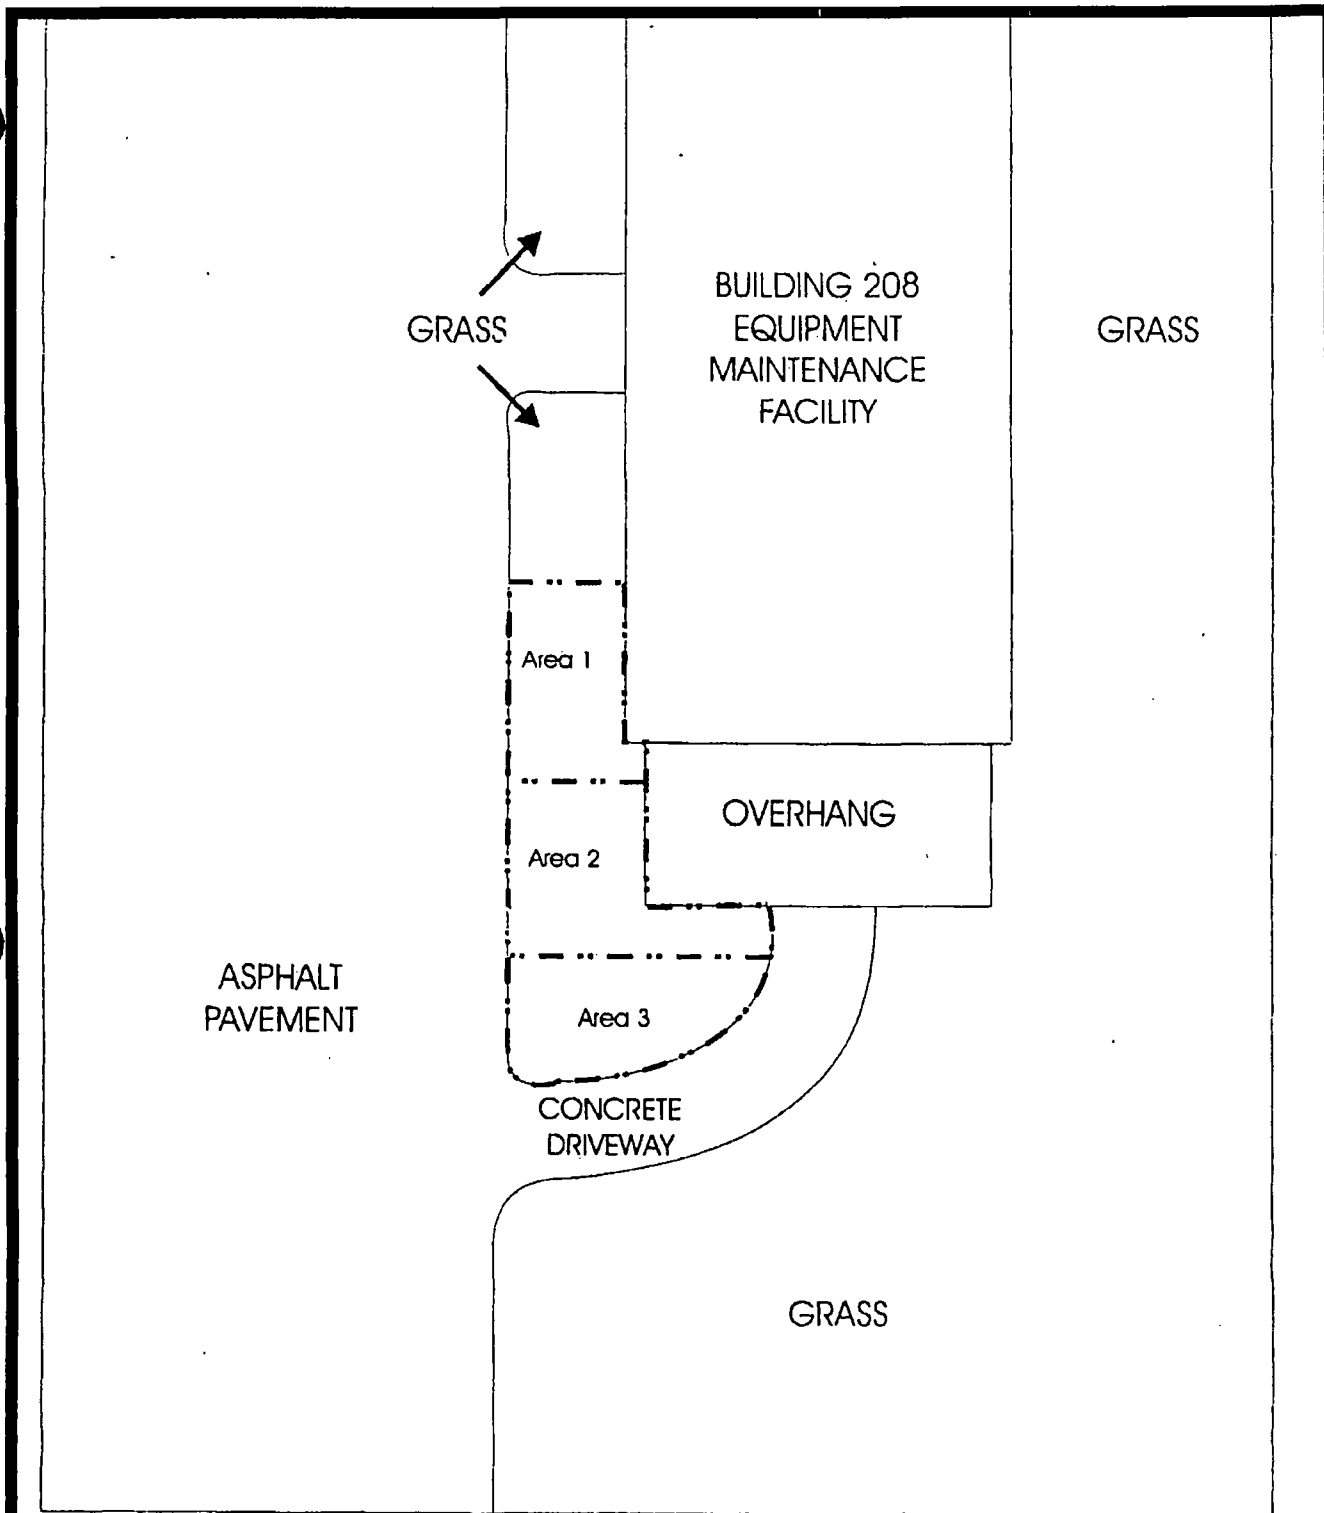 BUILDING 208
EQUIPMENT
MAINTENANCE
FACILITY
GRASS
GRASS
Area 1
OVERHANG
Area 2
ASPHALT
PAVEMENT
Area 3
CONCRETE
DRIVEWAY
GRASS